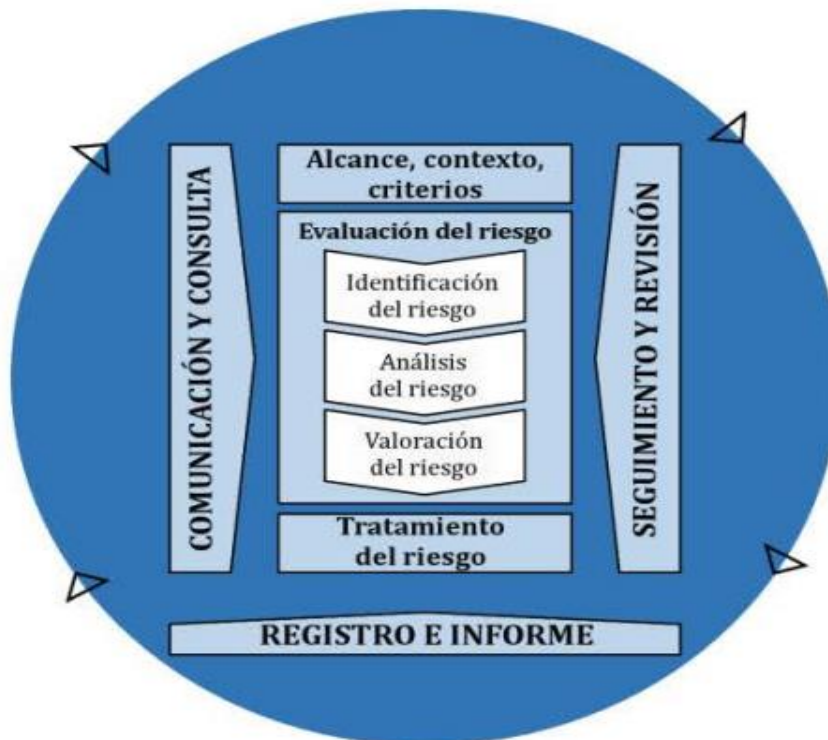 Alcance, contexto,
criterios
COMUNICACIÓN Y CONSULTA
Evaluación del riesgo
Identificación
del riesgo
Análisis
del riesgo
Valoración
del riesgo
SEGUIMIENTO Y REVISIÓN
Tratamiento
del riesgo
REGISTRO E INFORME